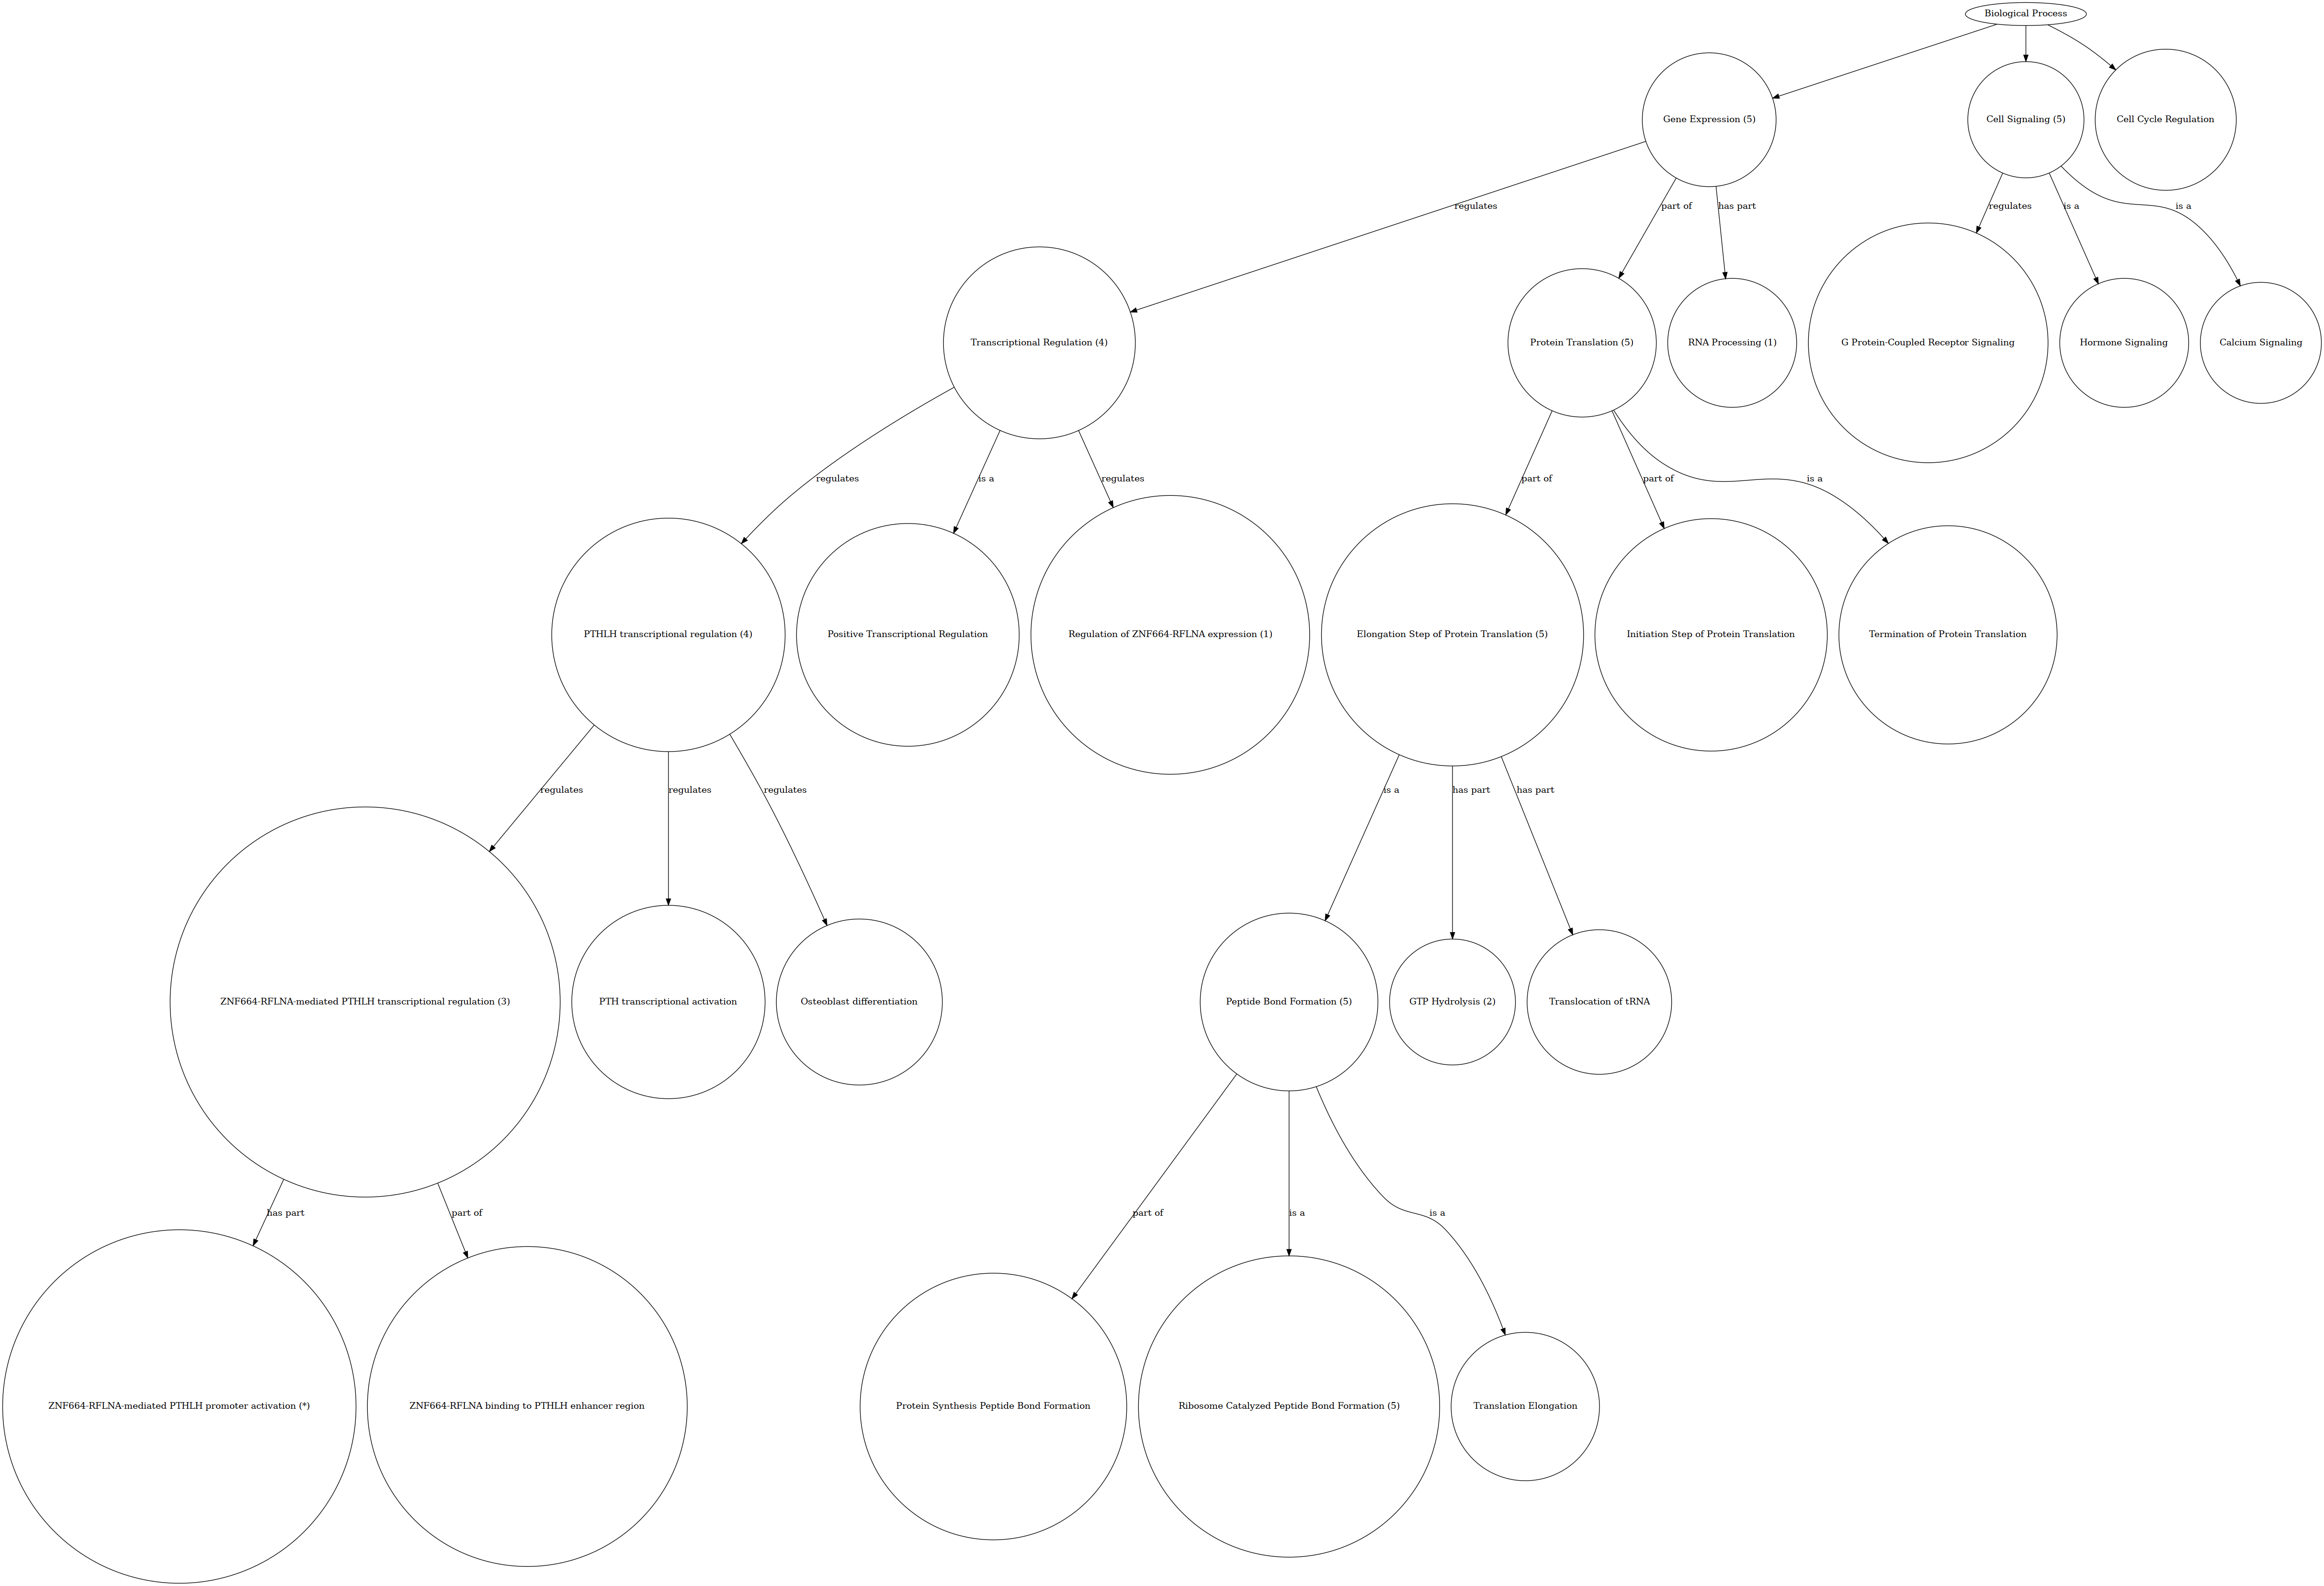 Biological Process
Gene Expression (5)
Cell Signaling (5)
Cell Cycle Regulation
regulates
part of
has part
regulates
is a
is a
Transcriptional Regulation (4)
Protein Translation (5)
RNA Processing (1)
G Protein-Coupled Receptor Signaling
Hormone Signaling
Calcium Signaling
regulates
is a
regulates
part of
part of
is a
PTHLH transcriptional regulation (4)
Positive Transcriptional Regulation
Regulation of ZNF664-RFLNA expression (1)
Elongation Step of Protein Translation (5)
Initiation Step of Protein Translation
Termination of Protein Translation
regulates
regulates
regulates
is a
has part
has part
ZNF664-RFLNA-mediated PTHLH transcriptional regulation (3)
PTH transcriptional activation
Osteoblast differentiation
Peptide Bond Formation (5)
GTP Hydrolysis (2)
Translocation of tRNA
has part
part of
part of
is a
is a
ZNF664-RFLNA-mediated PTHLH promoter activation (*)
ZNF664-RFLNA binding to PTHLH enhancer region
Protein Synthesis Peptide Bond Formation
Ribosome Catalyzed Peptide Bond Formation (5)
Translation Elongation